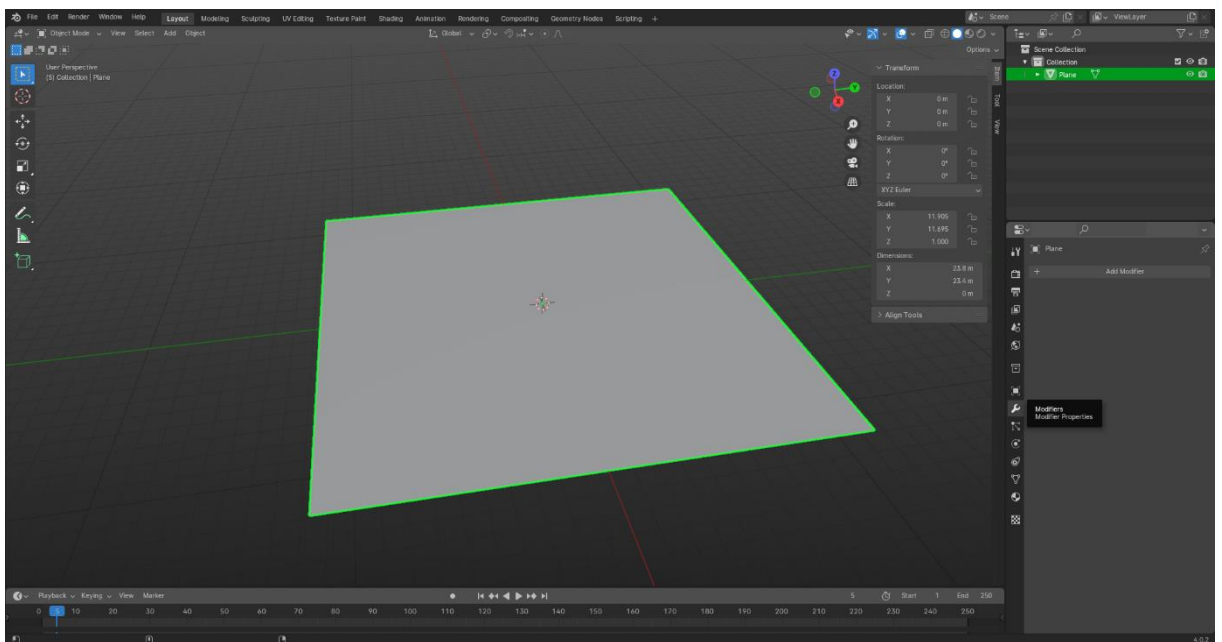 File Edit Render Window Help Layout Modeling Sculpting UV Editing Texture Paint Shading Animation Rendering Compositing Geometry Nodes Scripting + Scene ViewLayer
Object Mode View Select Add Object Global
Options
User Perspective
(5) Collection | Plane
Z
Y
X
Transform
Location:
X 0 m
Y 0 m
Z 0 m
Rotation:
X 0°
Y 0°
Z 0°
XYZ Euler
Scale:
X 11.905
Y 11.695
Z 1.000
Dimensions:
X 23.8 m
Y 23.4 m
Z 0 m
Align Tools
Item
Tool
View
Scene Collection
Collection
Plane
Plane
+ Add Modifier
Modifiers
Modifier Properties
Playback Keying View Marker 5 Start 1 End 250
0 5 10 20 30 40 50 60 70 80 90 100 110 120 130 140 150 160 170 180 190 200 210 220 230 240 250
4.0.2